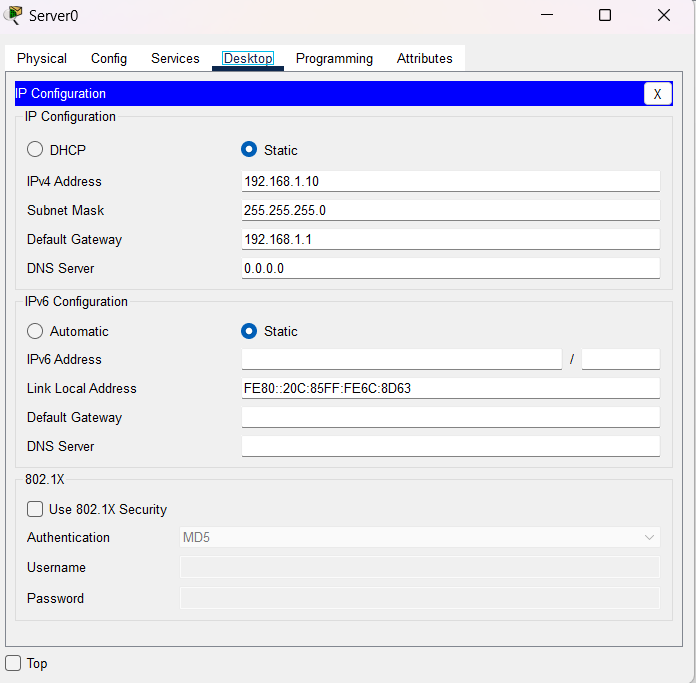 Server0
Physical Config Services Desktop Programming Attributes
IP Configuration X
IP Configuration
DHCP Static
IPv4 Address 192.168.1.10
Subnet Mask 255.255.255.0
Default Gateway 192.168.1.1
DNS Server 0.0.0.0
IPv6 Configuration
Automatic Static
IPv6 Address /
Link Local Address FE80::20C:85FF:FE6C:8D63
Default Gateway
DNS Server
802.1X
Use 802.1X Security
Authentication MD5
Username
Password
Top